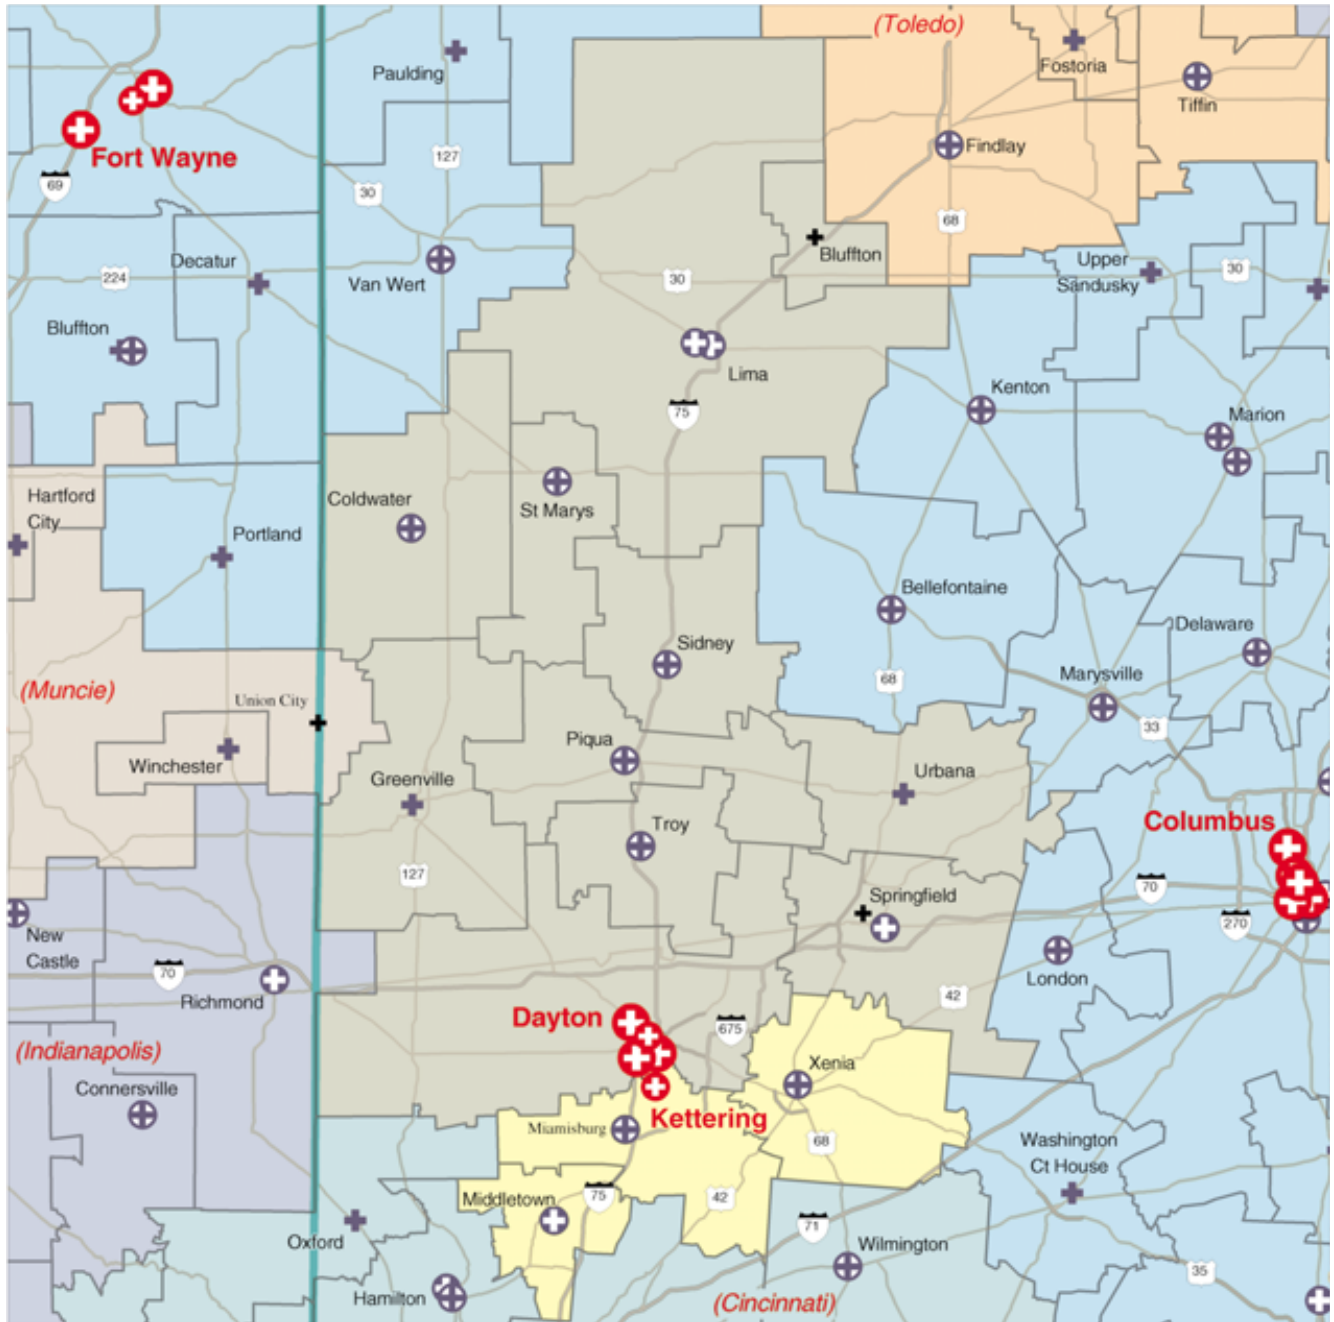 (Toledo)
Paulding
Fostoria
Tiffin
Fort Wayne
127
Findlay
69
30
68
Decatur
Bluffton
Upper
Sandusky
224
Van Wert
30
30
Bluffton
Lima
Kenton
75
Marion
Hartford
City
Coldwater
St Marys
Portland
Bellefontaine
Delaware
Sidney
Marysville
(Muncie)
Union City
68
33
Piqua
Winchester
Greenville
Urbana
Troy
Columbus
127
Springfield
70
270
New
Castle
70
Richmond
London
42
Dayton
675
(Indianapolis)
Xenia
Connersville
Kettering
Miamisburg
68
Washington
Ct House
Middletown
75
42
71
Oxford
Wilmington
35
Hamilton
(Cincinnati)